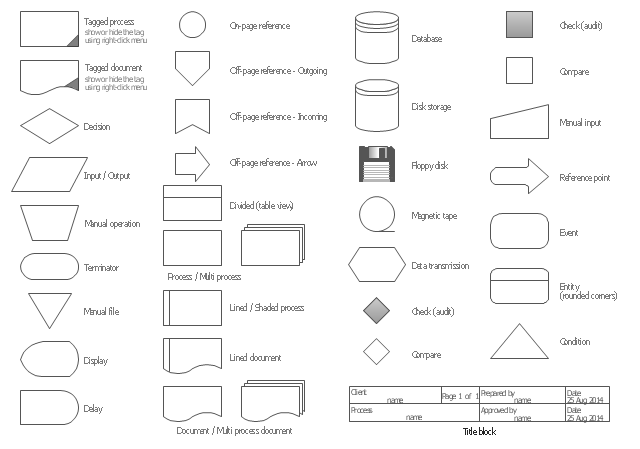 Tagged process
show or hide the tag
using right-click menu
Tagged document
show or hide the tag
using right-click menu
Decision
Input / Output
Manual operation
Terminator
Manual file
Display
Delay
On-page reference
Off-page reference - Outgoing
Off-page reference - Incoming
Off-page reference - Arrow
Divided (table view)
Process / Multi process
Lined / Shaded process
Lined document
Document / Multi process document
Database
Disk storage
Floppy disk
Magnetic tape
Data transmission
Check (audit)
Compare
Check (audit)
Compare
Manual input
Reference point
Event
Entity
(rounded corners)
Condition
Client
name
Page 1 of 1
Prepared by
name
Date
25 Aug 2014
Process
name
Approved by
name
Date
25 Aug 2014
Title block